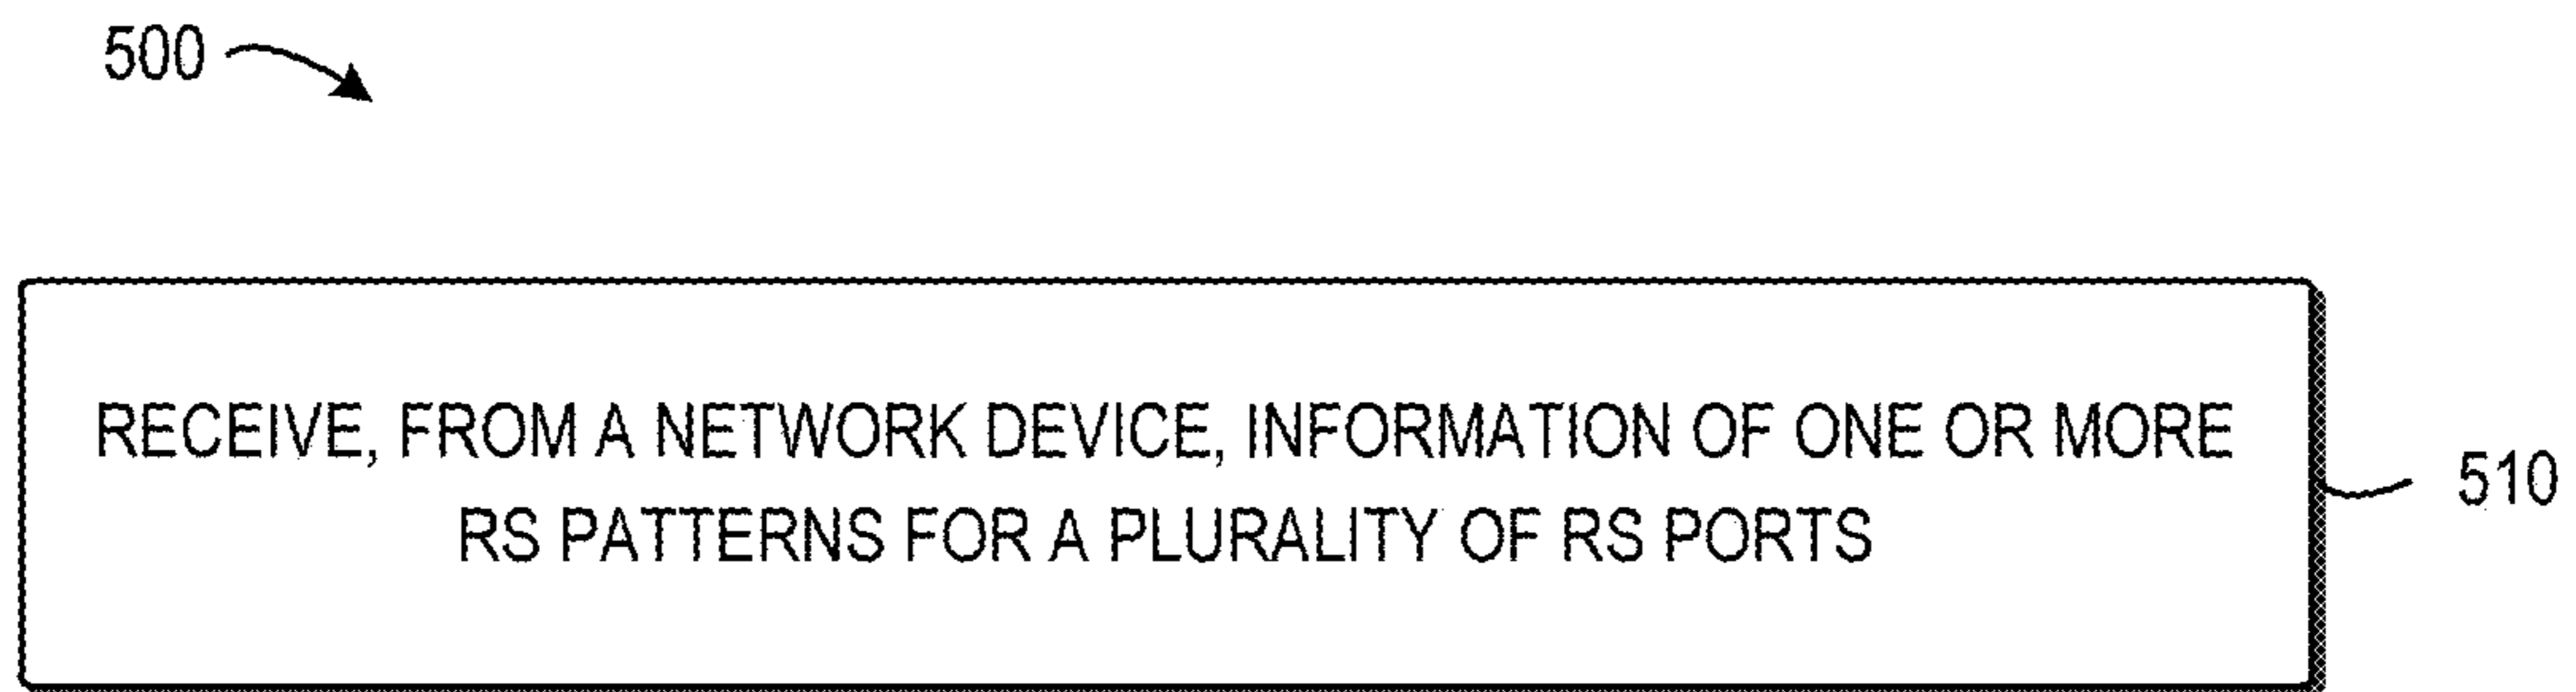 500
RECEIVE, FROM A NETWORK DEVICE, INFORMATION OF ONE OR MORE
RS PATTERNS FOR A PLURALITY OF RS PORTS
510